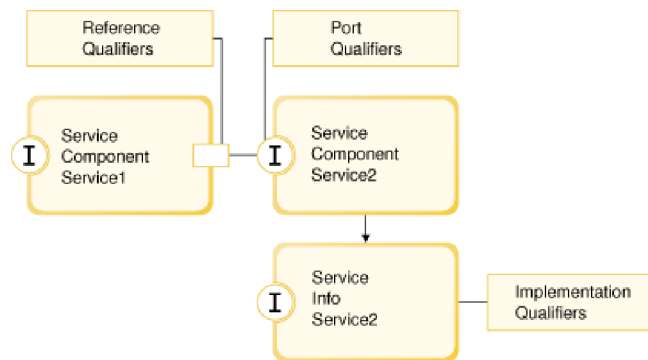 Reference
Qualifiers
Port
Qualifiers
I
Service
Component
Service1
I
Service
Component
Service2
I
Service
Info
Service2
Implementation
Qualifiers